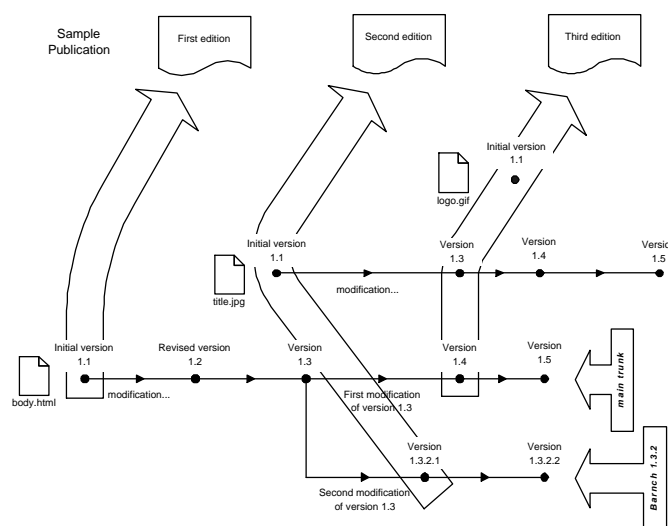 Sample
Publication
First edition
Second edition
Third edition
Initial version
1.1
logo.gif
Initial version
1.1
Version
1.3
Version
1.4
Versic
1.5
title.jpg
modification...
Initial version
1.1
Revised version
1.2
Version
1.3
Version
1.4
Version
1.5
body.html
modification...
First modification
of version 1.3
main trunk
Version
1.3.2.1
Version
1.3.2.2
Second modification
of version 1.3
Barnch 1.3.2